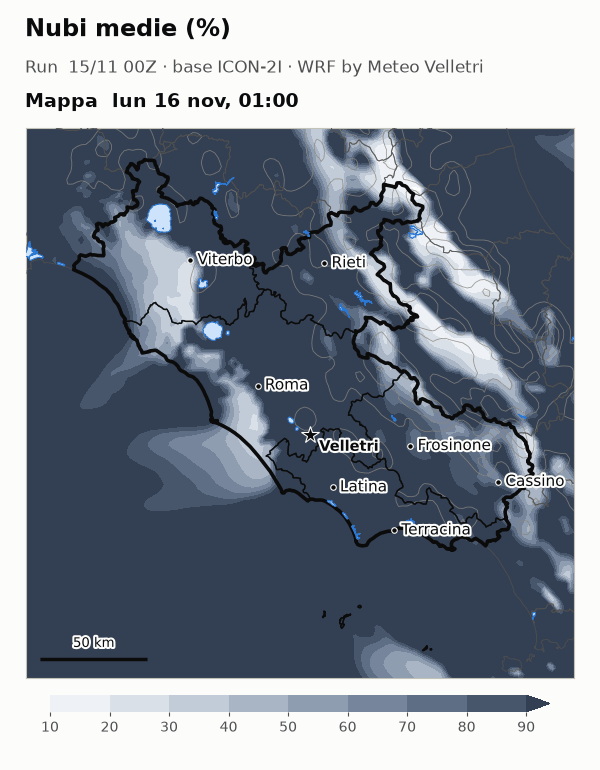 Nubi medie (%)
Run  15/11 00Z · base ICON-2I · WRF by Meteo Velletri
Mappa  lun 16 nov, 01:00
Viterbo
Rieti
Roma
Velletri
Frosinone
Cassino
Latina
Terracina
50 km
10 20 30 40 50 60 70 80 90